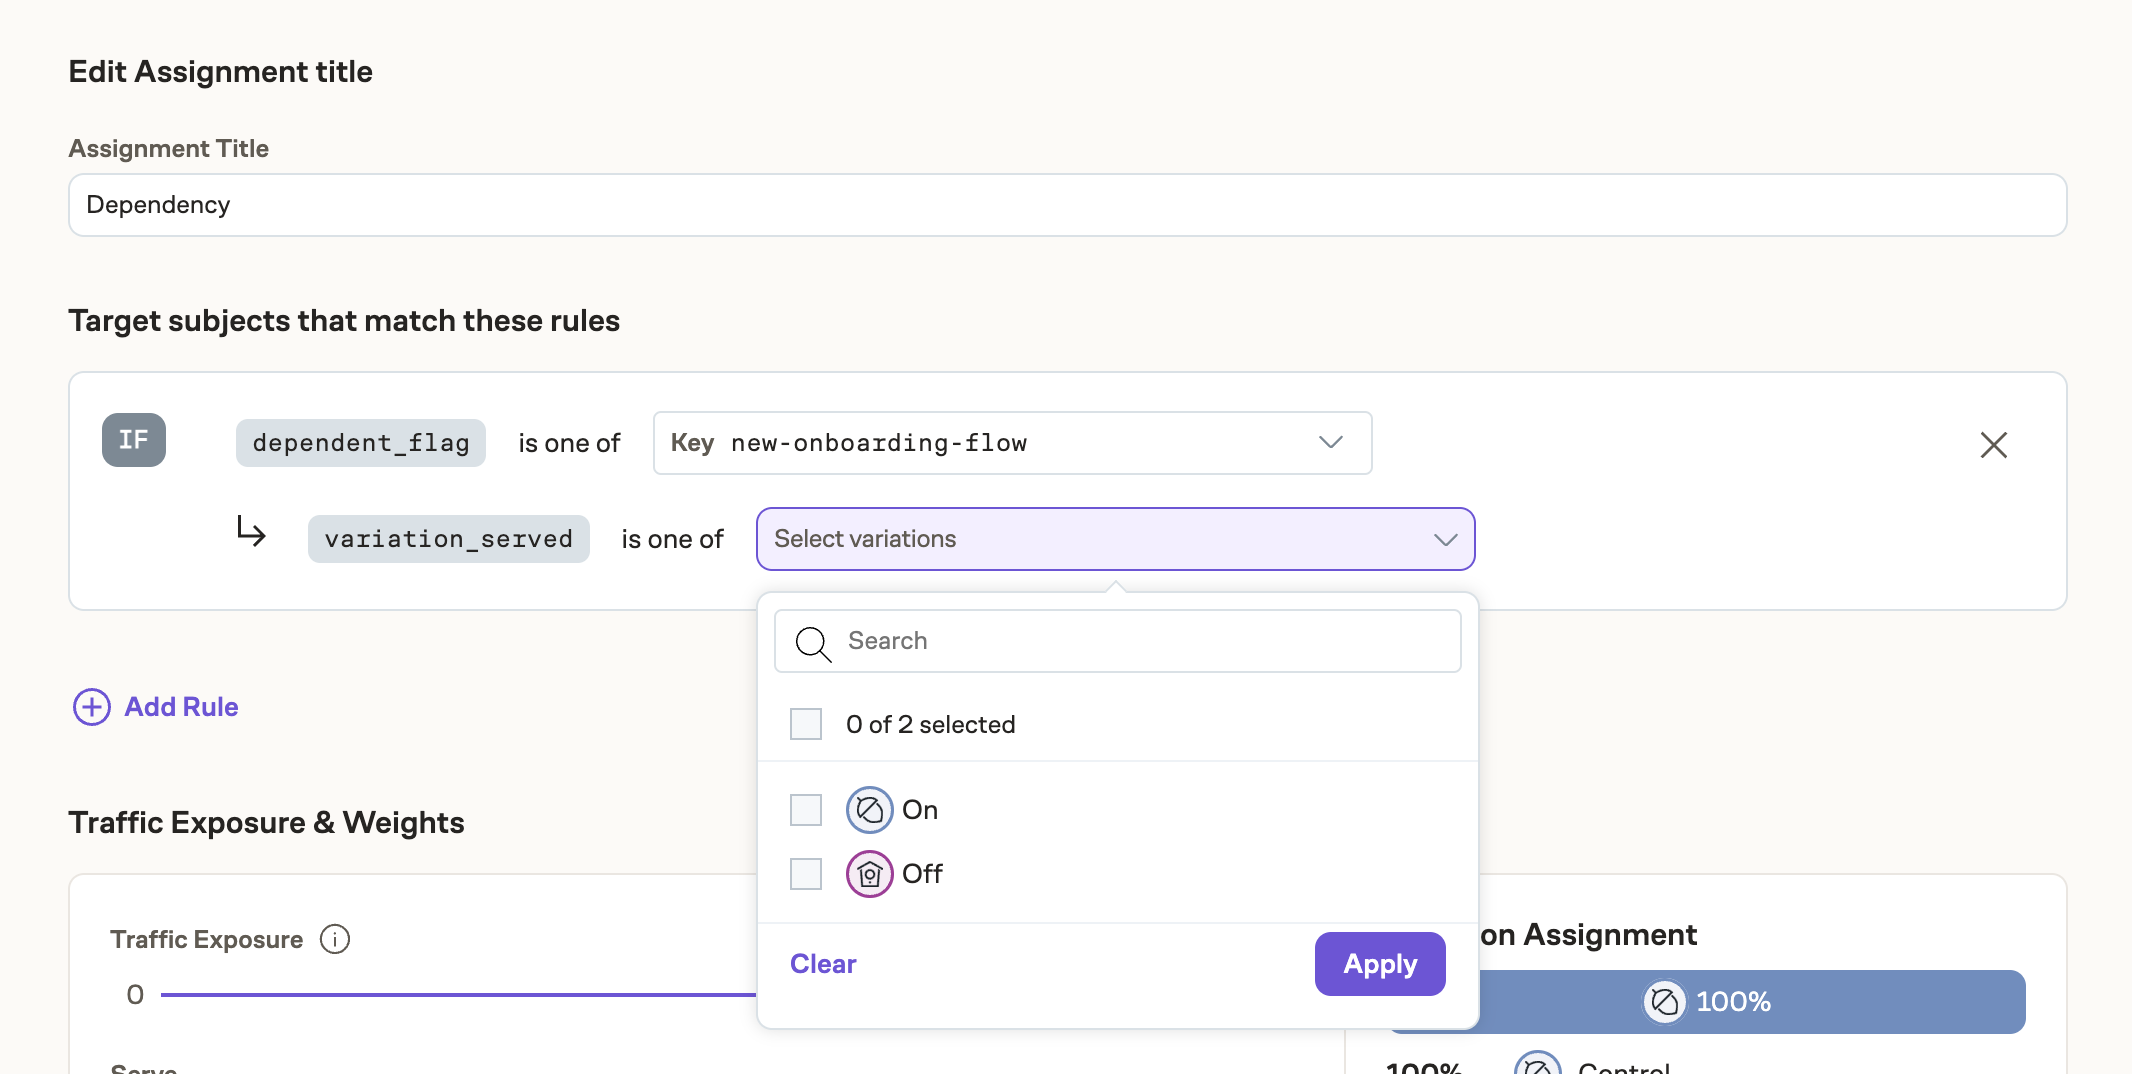 Edit Assignment title
Assignment Title
Dependency
Target subjects that match these rules
IF dependent_flag is one of Key new-onboarding-flow
variation_served is one of Select variations
Search
0 of 2 selected
Add Rule
On
Traffic Exposure & Weights
Off
Traffic Exposure
on Assignment
Clear
Apply
0
100%
100% Control
Serve